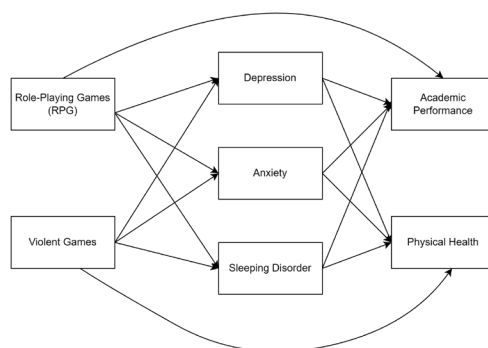 Depression
Role-Playing Games
(RPG)
Academic
Performance
Anxiety
Violent Games
Physical Health
Sleeping Disorder